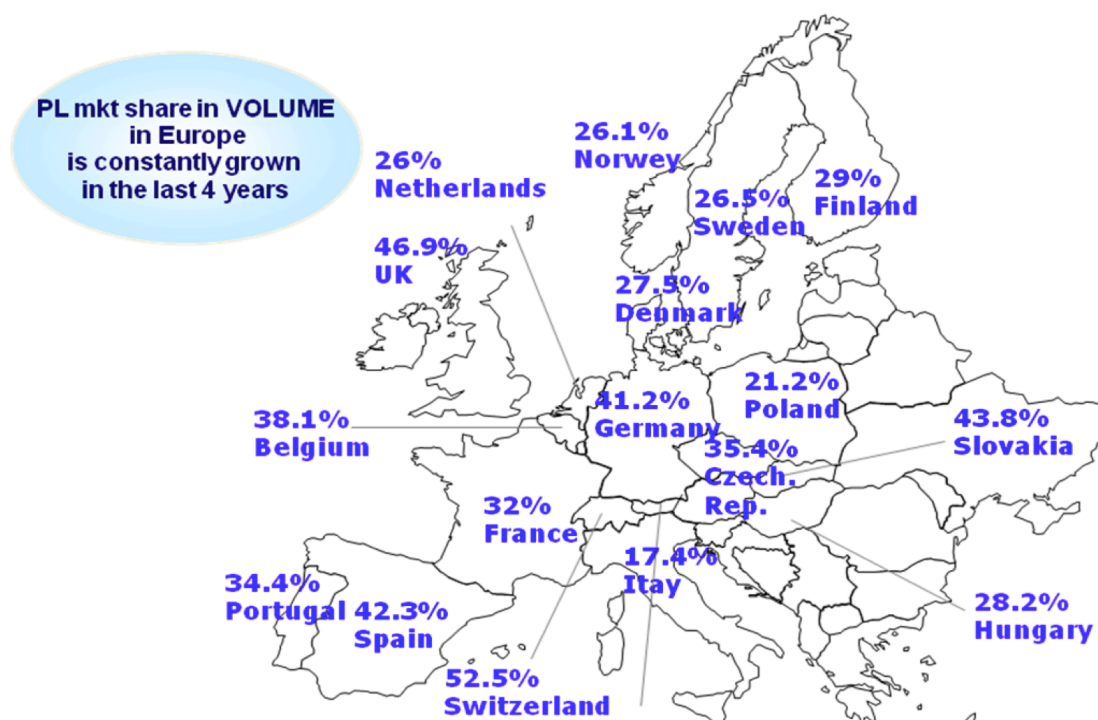 PL mkt share in VOLUME
in Europe
is constantly grown
in the last 4 years
26.1%
Norwey
26%
Netherlands
29%
Finland
26.5%
Sweden
46.9%
UK
27.5%
Denmark
21.2%
Poland
41.2%
Germany
38.1%
Belgium
43.8%
Slovakia
35.4%
Czech.
Rep.
32%
France
17.4%
Itay
34.4%
Portugal
42.3%
Spain
28.2%
Hungary
52.5%
Switzerland